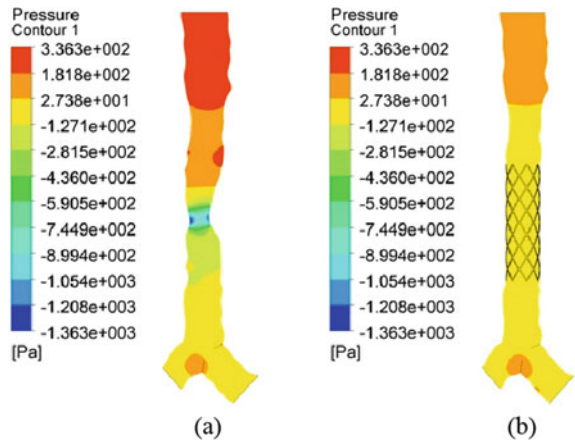 Pressure
Contour 1
3.363e+002
1.818e+002
2.738e+001
-1.271e+002
-2.815e+002
-4.360e+002
-5.905e+002
-7.449e+002
-8.994e+002
-1.054e+003
-1.208e+003
-1.363e+003
[Pa]
(a)
Pressure
Contour 1
3.363e+002
1.818e+002
2.738e+001
-1.271e+002
-2.815e+002
-4.360e+002
-5.905e+002
-7.449e+002
-8.994e+002
-1.054e+003
-1.208e+003
-1.363e+003
[Pa]
(b)